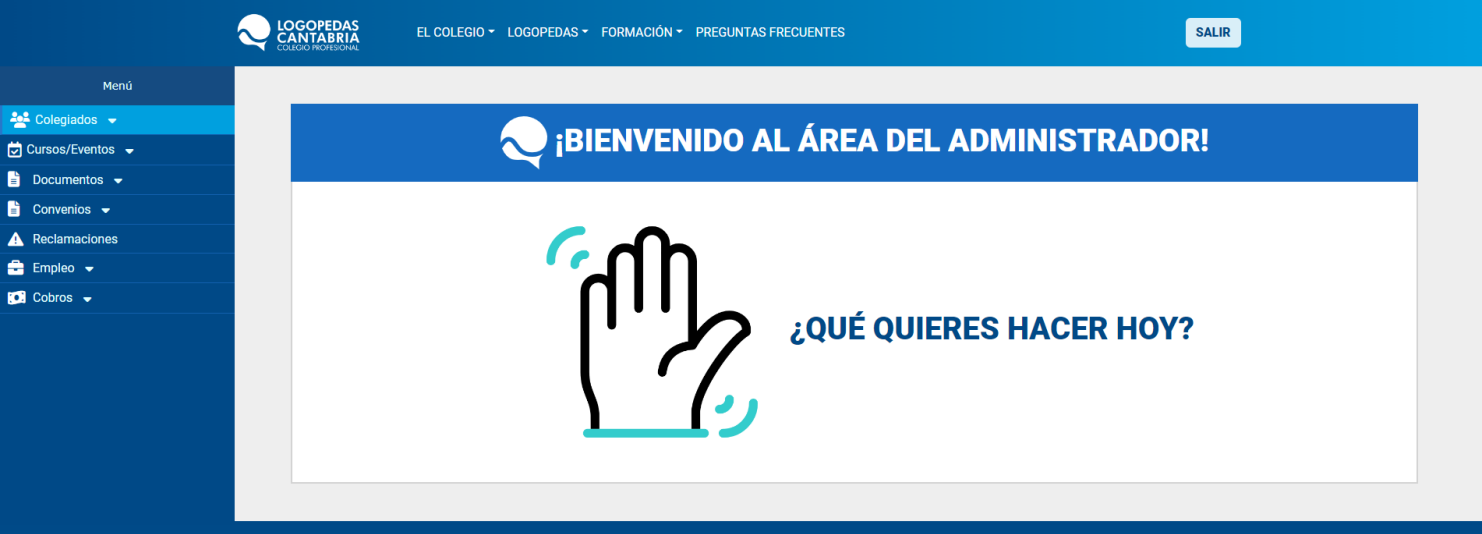 LOGOPEDAS
CANTABRIA
COLEGIO PROFESIONAL
EL COLEGIO
LOGOPEDAS
FORMACIÓN
PREGUNTAS FRECUENTES
SALIR
Menú
Colegiados
Cursos/Eventos
Documentos
Convenios
Reclamaciones
Empleo
Cobros
¡BIENVENIDO AL ÁREA DEL ADMINISTRADOR!
¿QUÉ QUIERES HACER HOY?